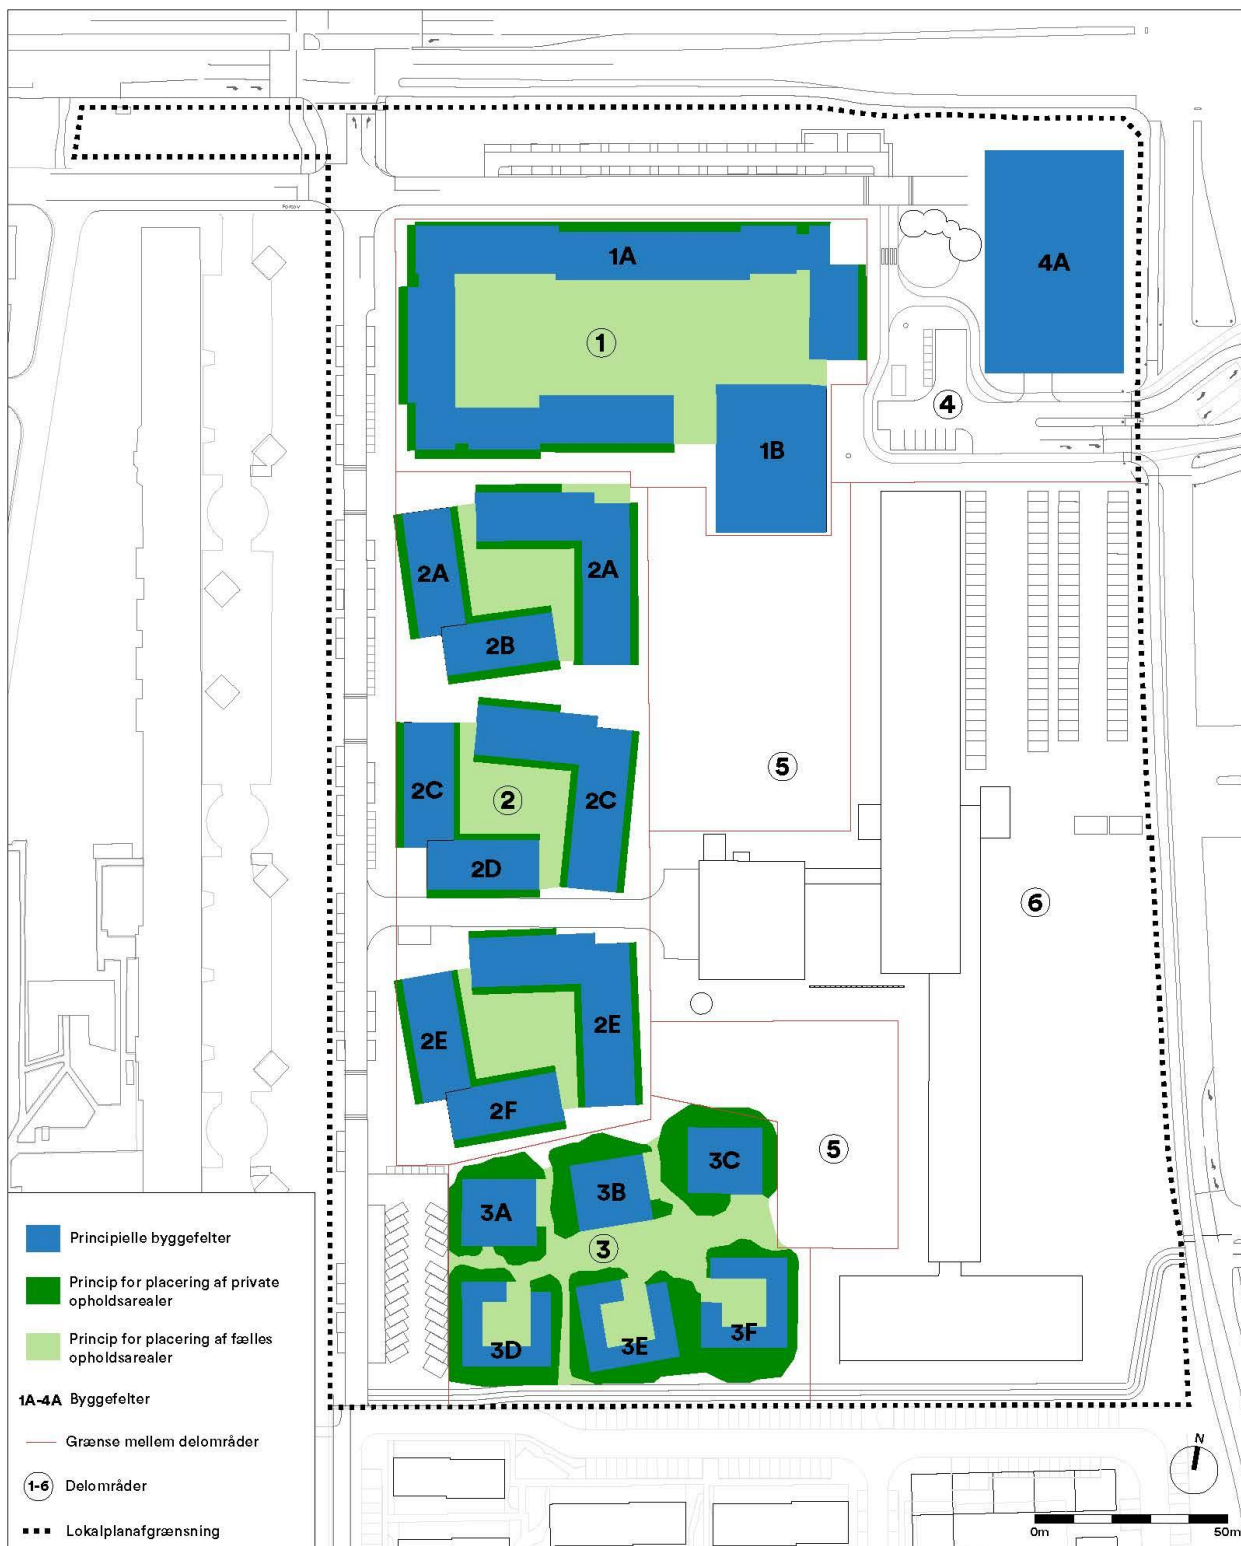 1A
4A
1
4
1B
2A
2A
2B
5
2C
2
2C
2D
6
2E
2E
2F
5
3C
3B
3A
3
3D
3E
3F
Principielle byggefelter
Princip for placering af private
opholdsarealer
Princip for placering af fælles
opholdsarealer
1A-4A Byggefelter
Grænse mellem delområder
1-6 Delområder
Lokalplanafgrænsning
N
0m 50m